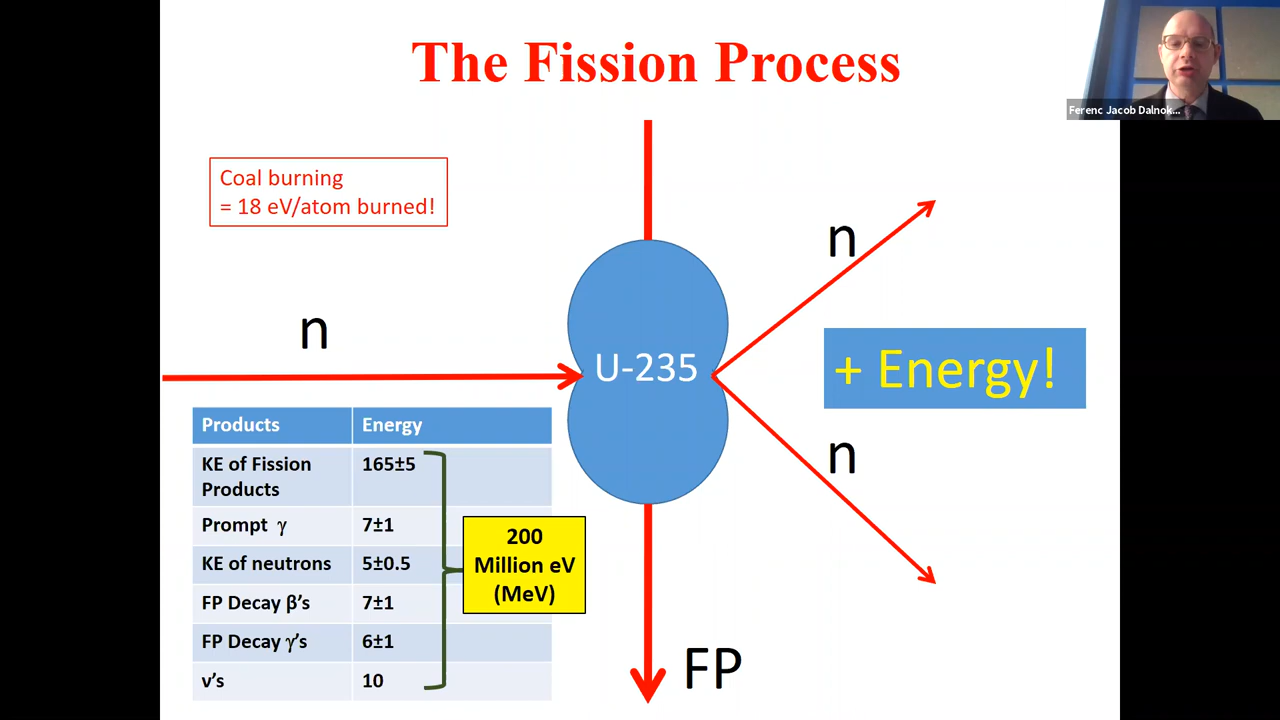 The Fission Process
Ferenc Jacob Dalnok...
Coal burning
= 18 eV/atom burned!
n
n
U-235
+ Energy!
n
Products Energy
KE of Fission
Products
165±5
Prompt γ 7±1
KE of neutrons 5±0.5
FP Decay β's 7±1
FP Decay γ's 6±1
ν's 10
200
Million eV
(MeV)
FP